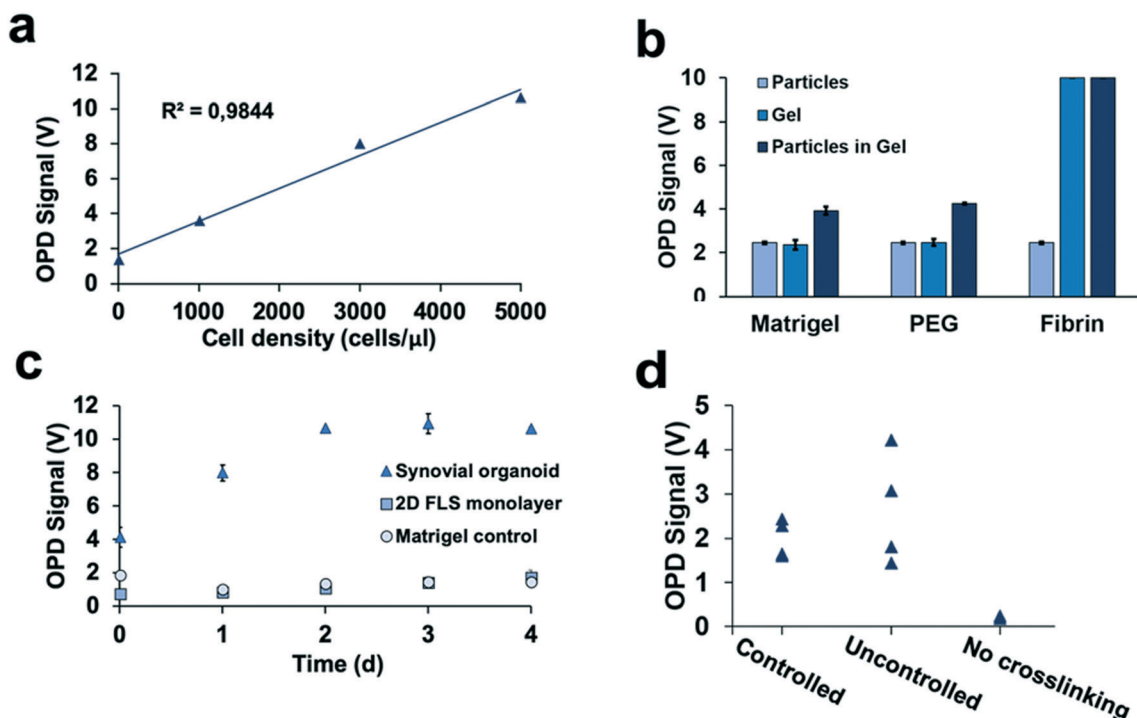 a
12
10
8
6
4
2
0
OPD Signal (V)
R² = 0,9844
0 1000 2000 3000 4000 5000
Cell density (cells/µl)
b
10
8
6
4
2
0
OPD Signal (V)
Particles
Gel
Particles in Gel
Matrigel PEG Fibrin
c
12
10
8
6
4
2
0
OPD Signal (V)
Synovial organoid
2D FLS monolayer
Matrigel control
0 1 2 3 4
Time (d)
d
5
4
3
2
1
0
OPD Signal (V)
Controlled
Uncontrolled
No crosslinking